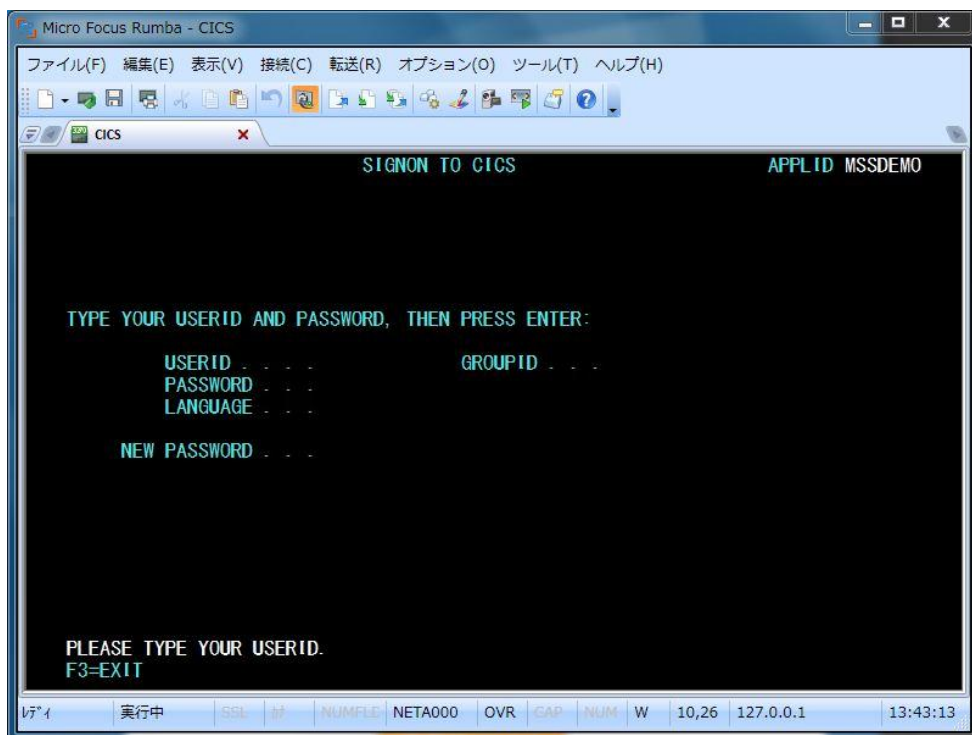 Micro Focus Rumba - CICS
ファイル(F) 編集(E) 表示(V) 接続(C) 転送(R) オプション(O) ツール(T) ヘルプ(H)
CICS
SIGNON TO CICS APPLID MSSDEMO
TYPE YOUR USERID AND PASSWORD, THEN PRESS ENTER:
USERID . . . . GROUPID . . .
PASSWORD . . .
LANGUAGE . . .
NEW PASSWORD . . .
PLEASE TYPE YOUR USERID.
F3=EXIT
ﾚﾃﾞｨ 実行中 SSL ｶﾅ NUMFLE NETA000 OVR CAP NUM W 10,26 127.0.0.1 13:43:13